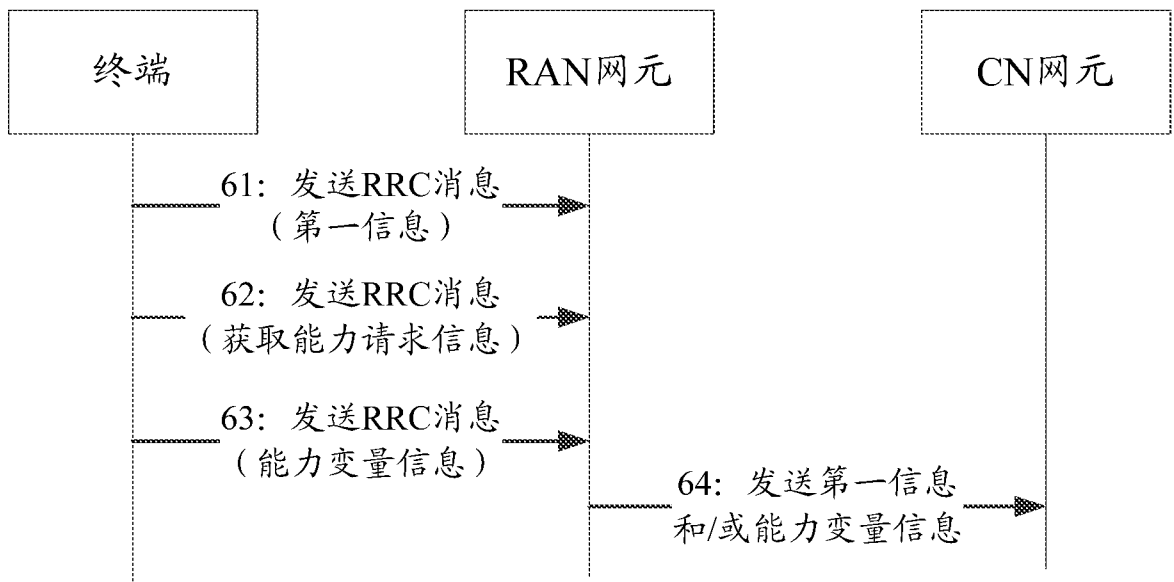 终端
RAN网元
CN网元
61：发送RRC消息
（第一信息）
62：发送RRC消息
（获取能力请求信息）
63：发送RRC消息
（能力变量信息）
64：发送第一信息
和/或能力变量信息